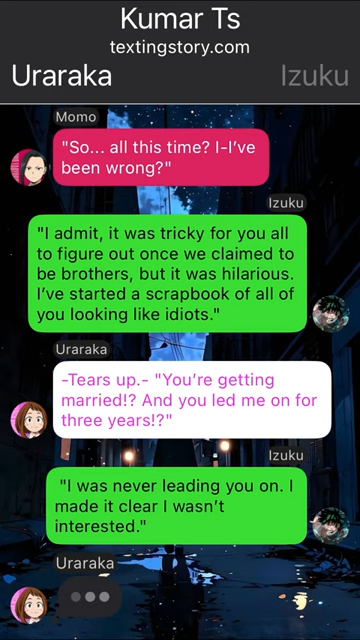 Kumar Ts
textingstory.com
Uraraka
Izuku
Momo
"So... all this time? I-I’ve
been wrong?"
Izuku
"I admit, it was tricky for you all
to figure out once we claimed to
be brothers, but it was hilarious.
I’ve started a scrapbook of all of
you looking like idiots."
Uraraka
-Tears up.- "You’re getting
married!? And you led me on for
three years!?"
Izuku
"I was never leading you on. I
made it clear I wasn’t
interested."
Uraraka